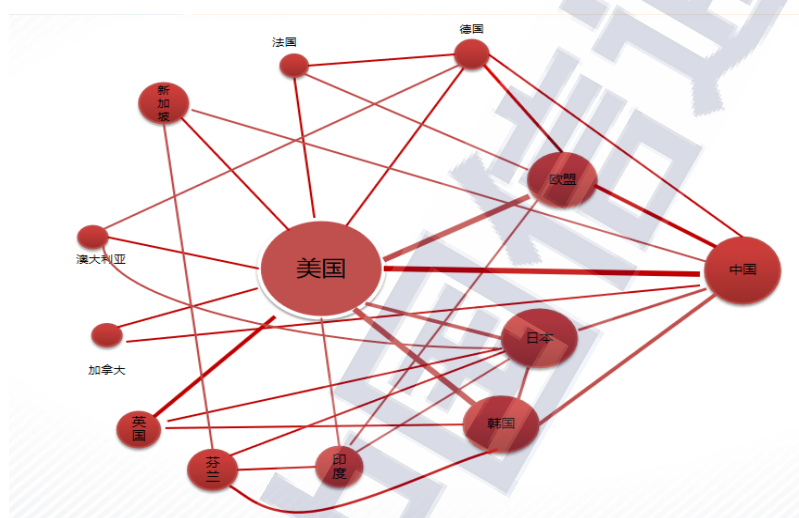 德国
法国
新
加
坡
欧盟
澳大利亚
美国
中国
日本
加拿大
英
国
韩国
芬
兰
印
度